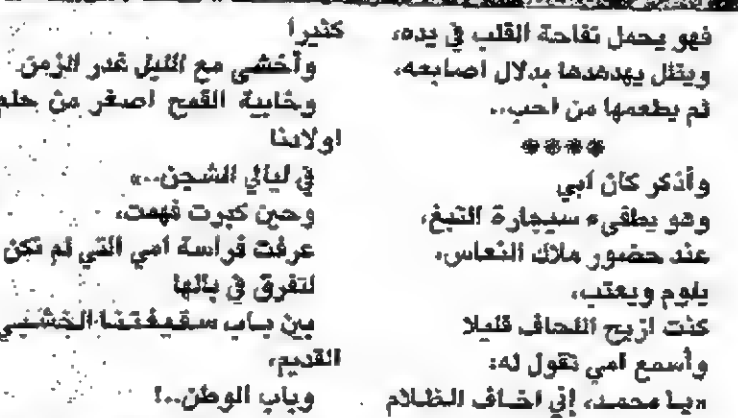 فهو يحمل تفاحة القلب في يده،
ويتل يهدهدها بدلال اصابعه،
ثم يطعمها من احب..
****
وأذكر كان ابي
وهو يطفيء سيجارة التبغ،
عند حضور ملاك النعاس،
يلوم ويعتب،
كنت ازيح اللحاف قليلا
وأسمع امي تقول له:
«يا محمد، إني اخاف الظلام
كثيراً
وأخشى مع الليل غدر الزمن.
وخابية القمح اصغر من حلم
اولادنا
في ليالي الشجن..»
وحين كبرت فهمت،
عرفت فراسة امي التي لم تكن
لتفرق في بالها
بين باب سقيفتنا الخشبي
القديم،
وباب الوطن..!